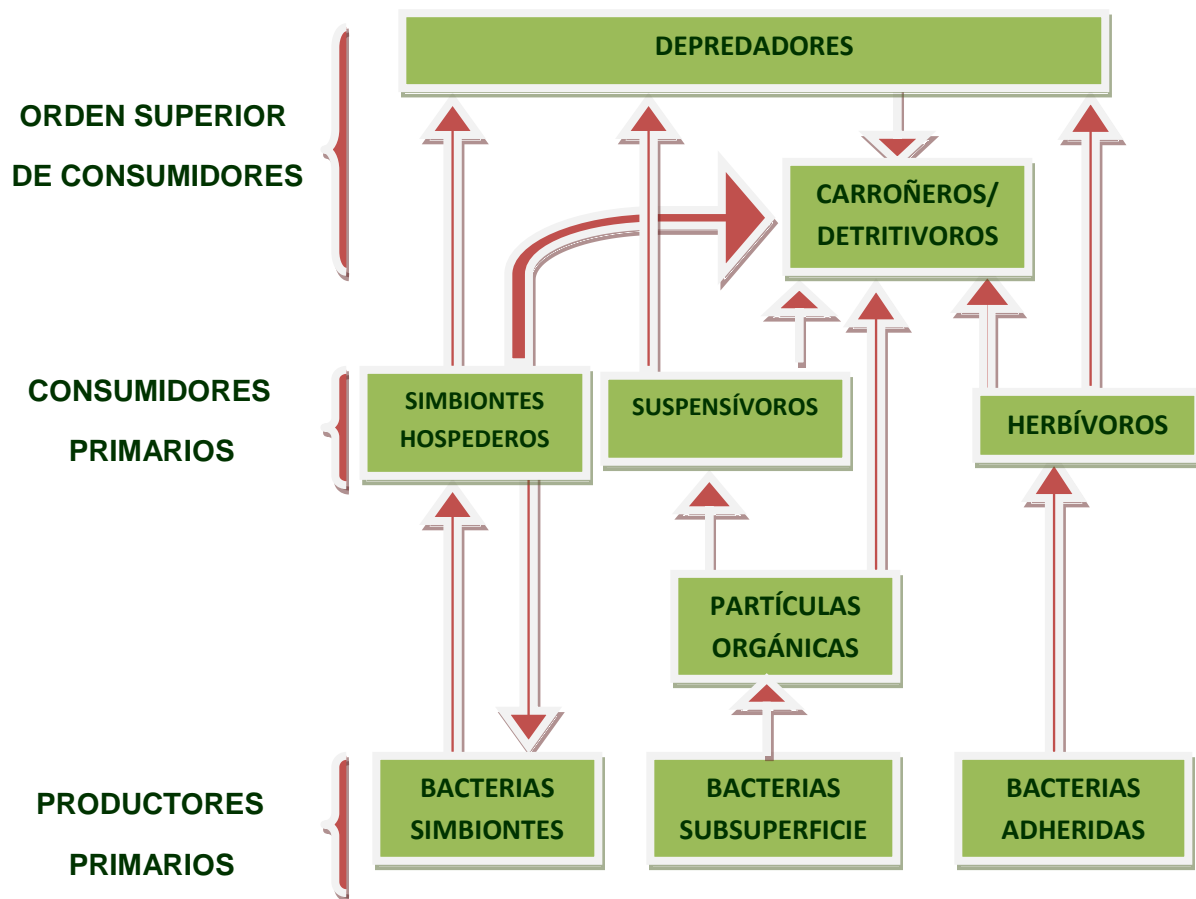 DEPREDADORES
ORDEN SUPERIOR
DE CONSUMIDORES
CARROÑEROS/
DETRITIVOROS
CONSUMIDORES
PRIMARIOS
SIMBIONTES
HOSPEDEROS
SUSPENSÍVOROS
HERBÍVOROS
PARTÍCULAS
ORGÁNICAS
PRODUCTORES
PRIMARIOS
BACTERIAS
SIMBIONTES
BACTERIAS
SUBSUPERFICIE
BACTERIAS
ADHERIDAS